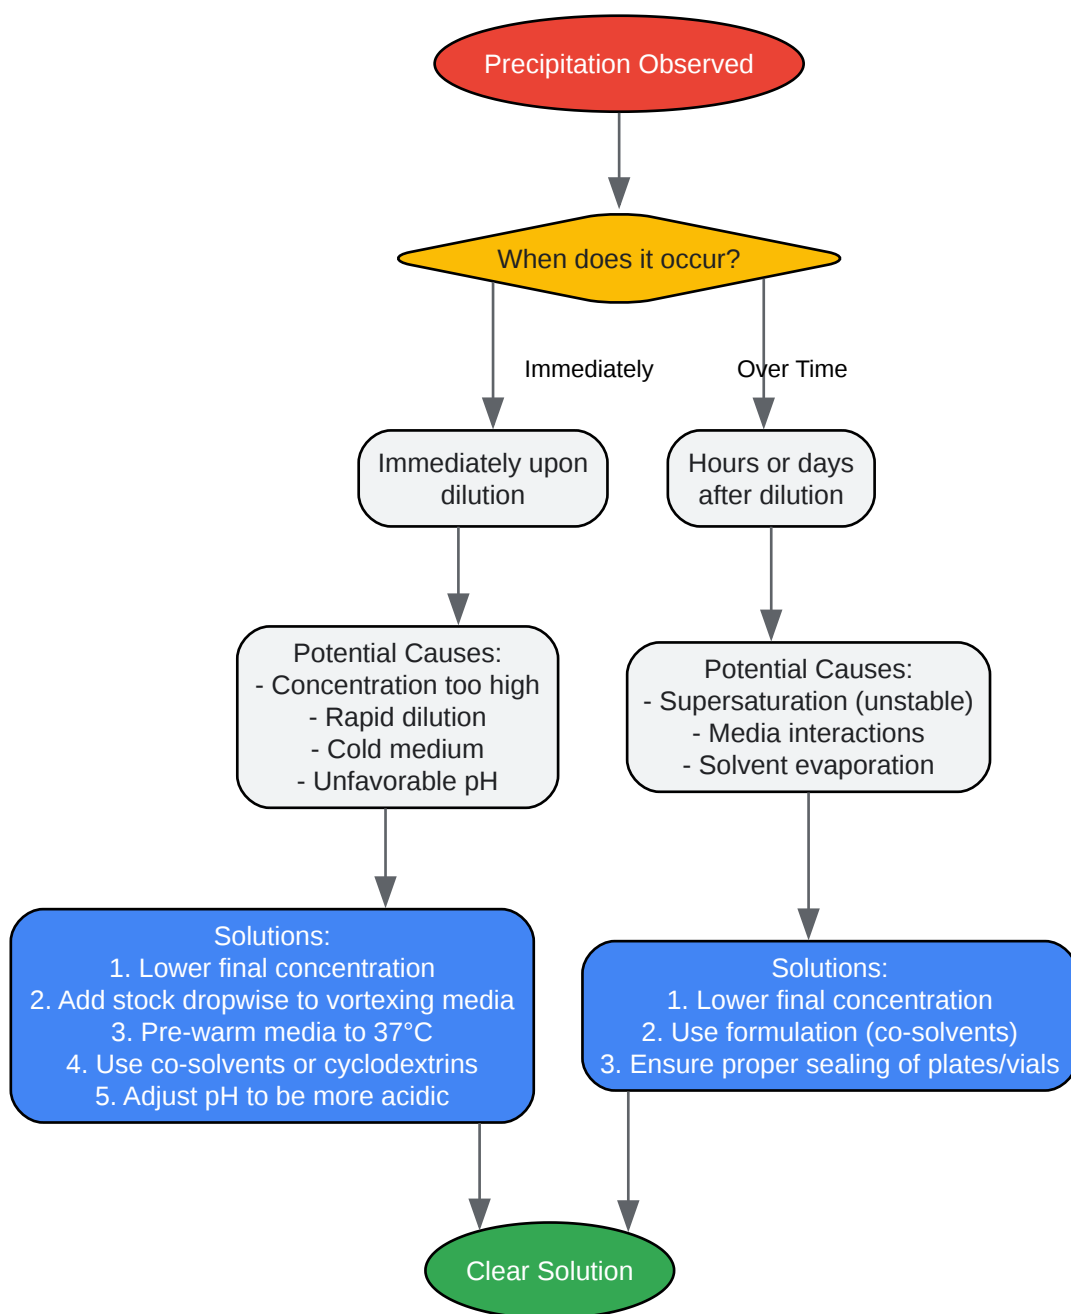 Precipitation Observed
When does it occur?
Immediately
Over Time
Immediately upon
dilution
Hours or days
after dilution
Potential Causes:
- Concentration too high
- Rapid dilution
- Cold medium
- Unfavorable pH
Potential Causes:
- Supersaturation (unstable)
- Media interactions
- Solvent evaporation
Solutions:
1. Lower final concentration
2. Add stock dropwise to vortexing media
3. Pre-warm media to 37°C
4. Use co-solvents or cyclodextrins
5. Adjust pH to be more acidic
Solutions:
1. Lower final concentration
2. Use formulation (co-solvents)
3. Ensure proper sealing of plates/vials
Clear Solution